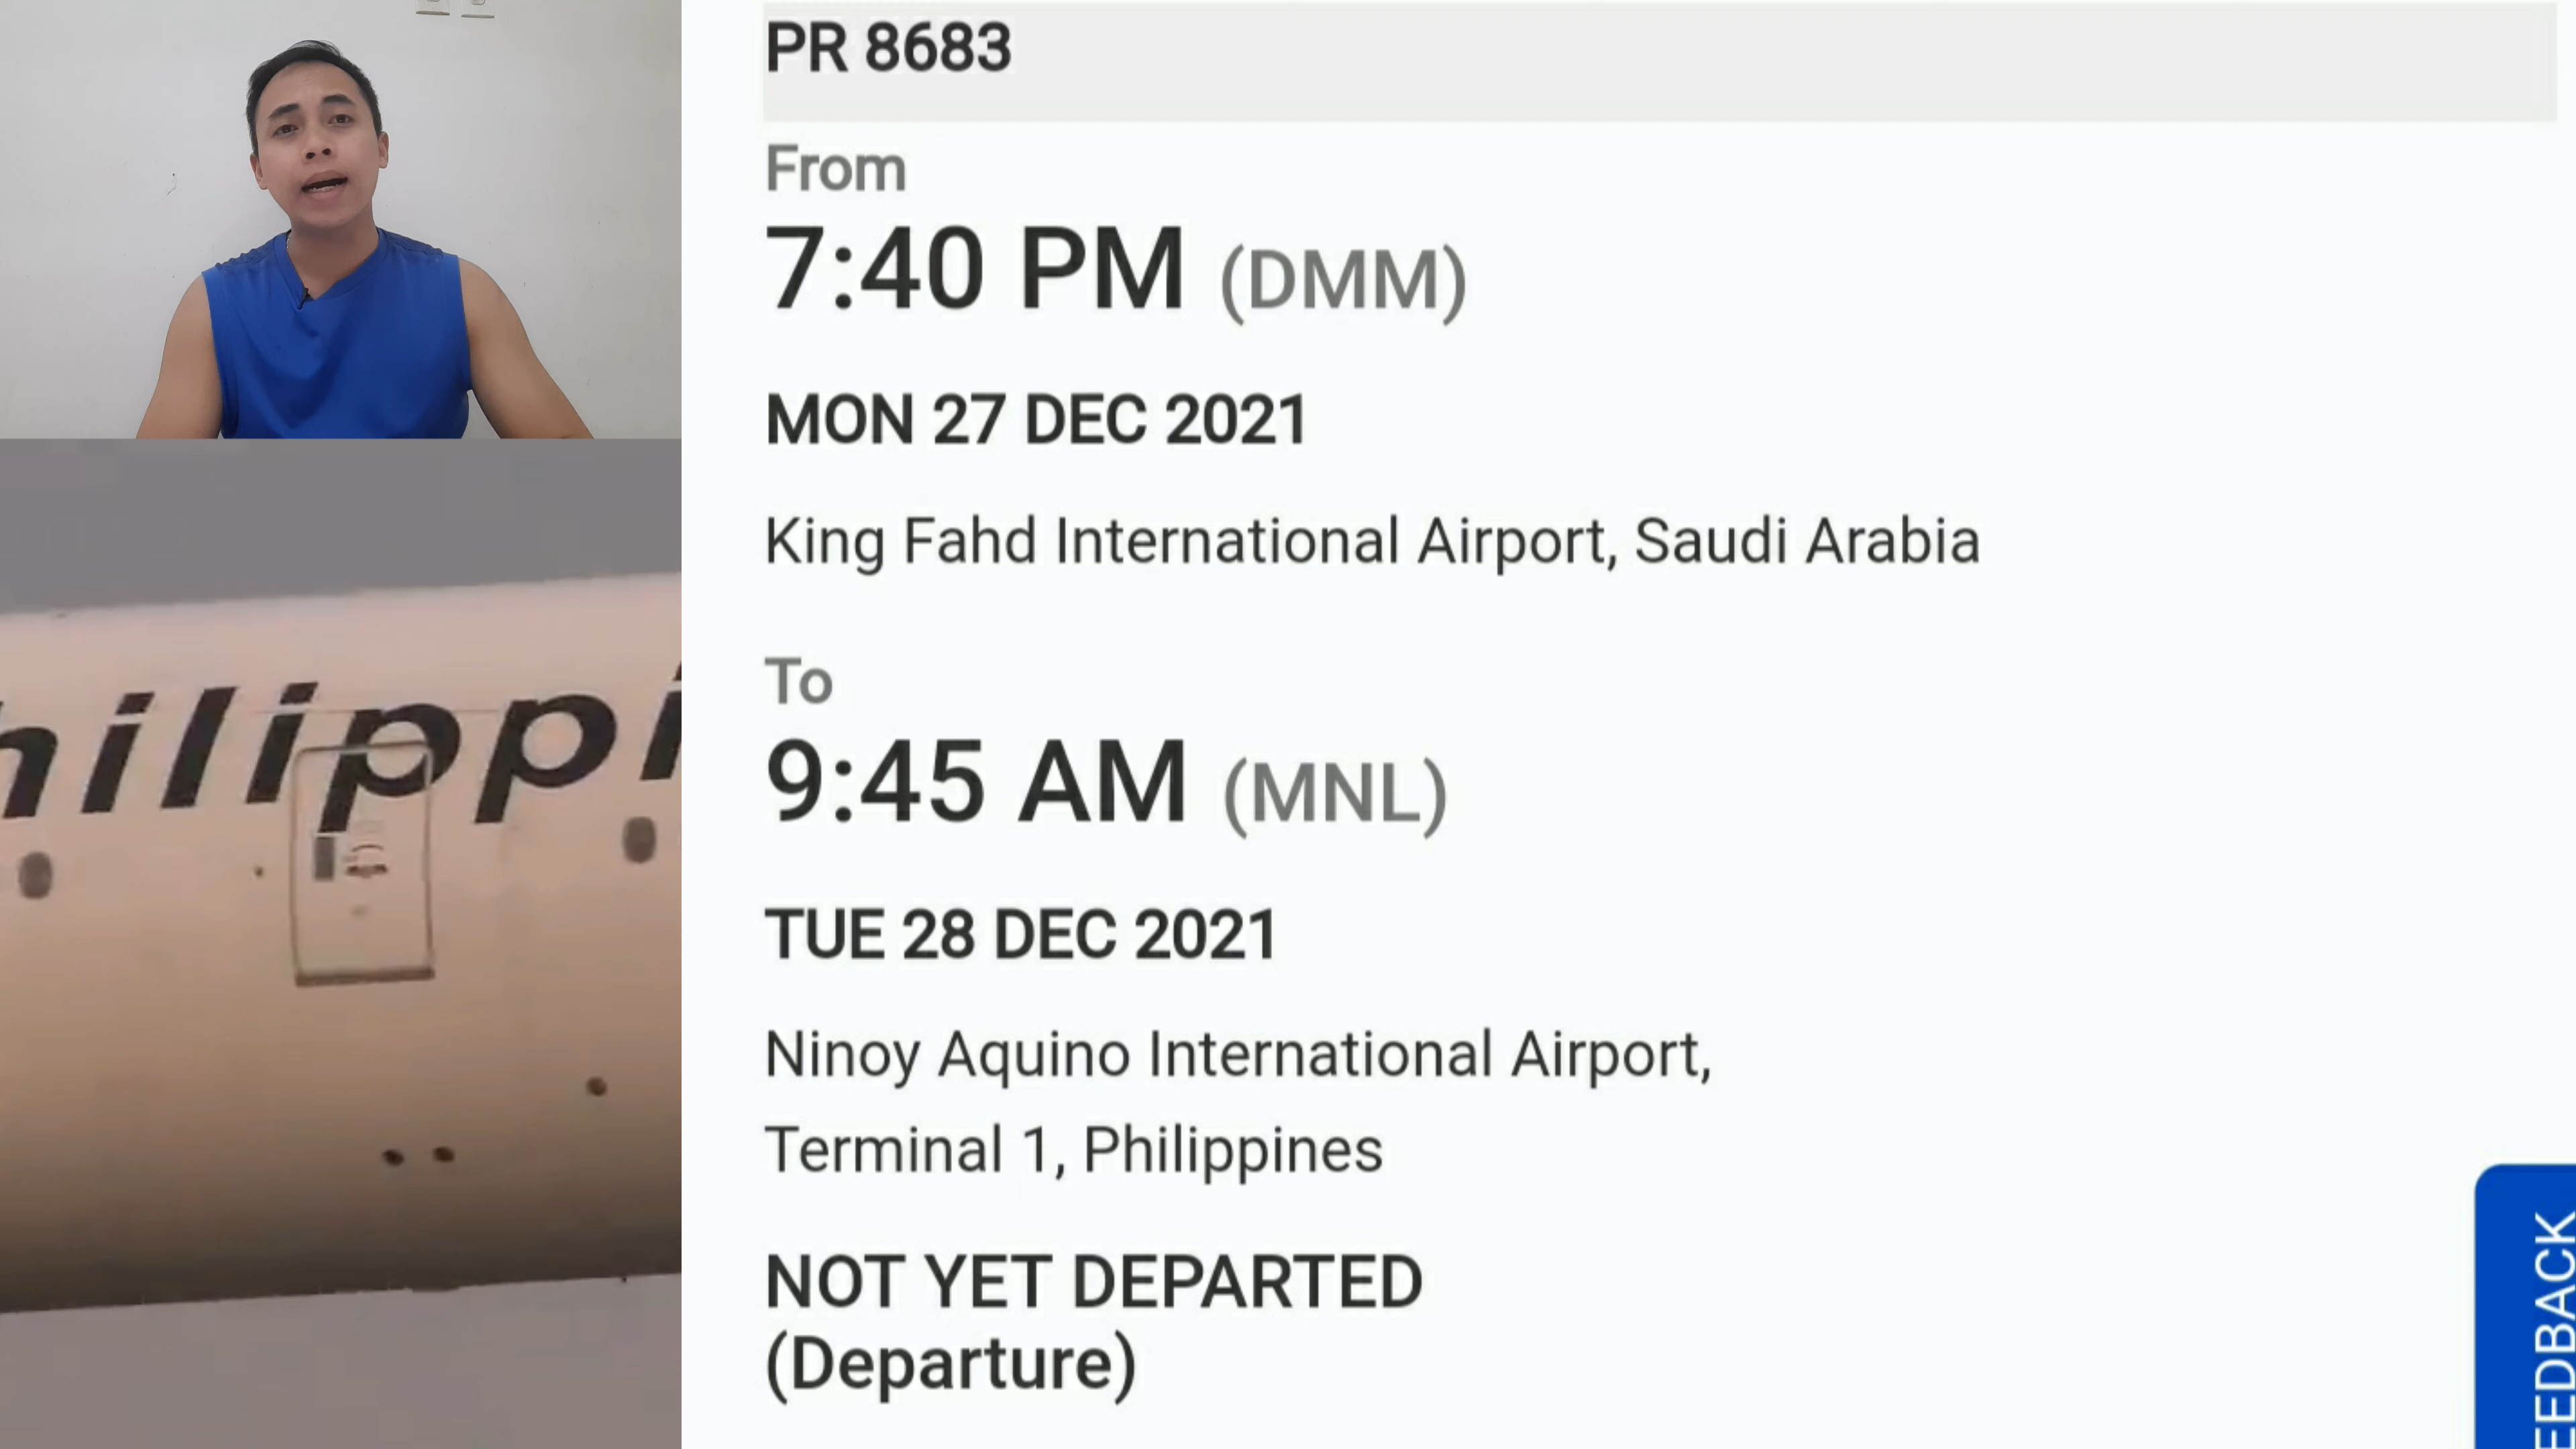 PR 8683
From
7:40 PM (DMM)
MON 27 DEC 2021
King Fahd International Airport, Saudi Arabia
To
9:45 AM (MNL)
TUE 28 DEC 2021
Ninoy Aquino International Airport,
Terminal 1, Philippines
NOT YET DEPARTED
(Departure)
EEDBACK
hilippi